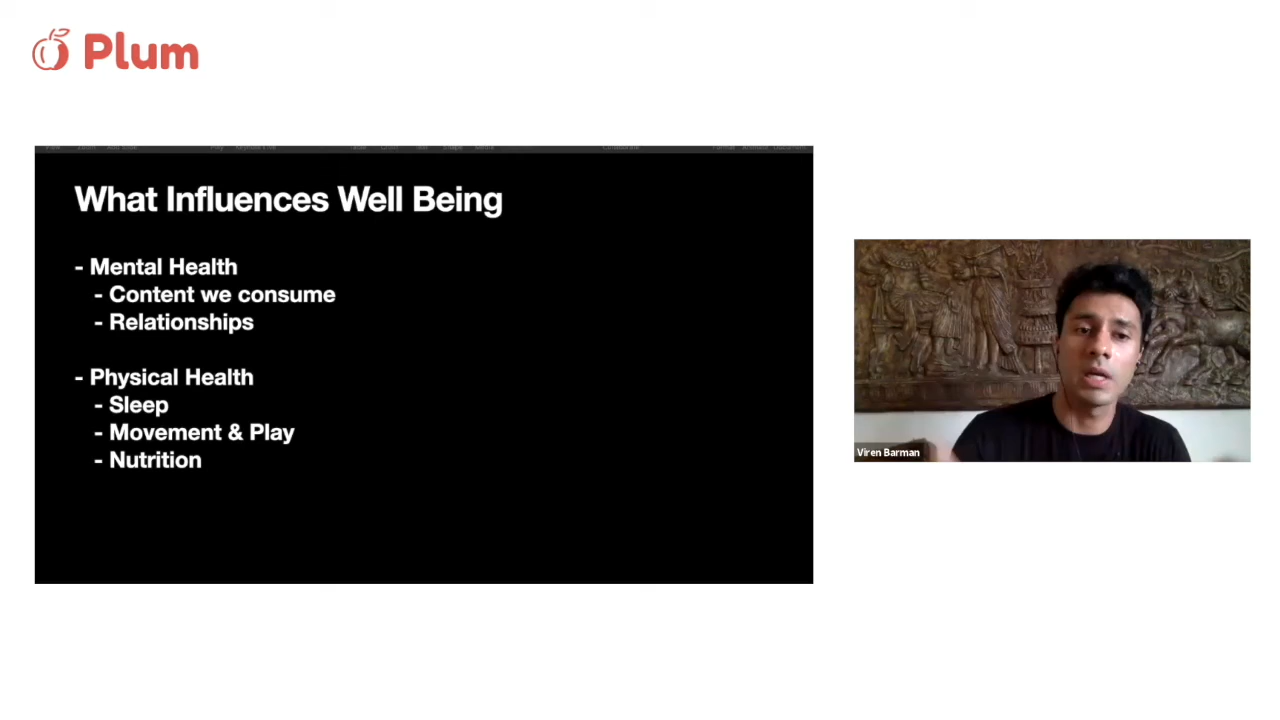 Plum
What Influences Well Being
- Mental Health
- Content we consume
- Relationships
- Physical Health
- Sleep
- Movement & Play
- Nutrition
Viren Barman